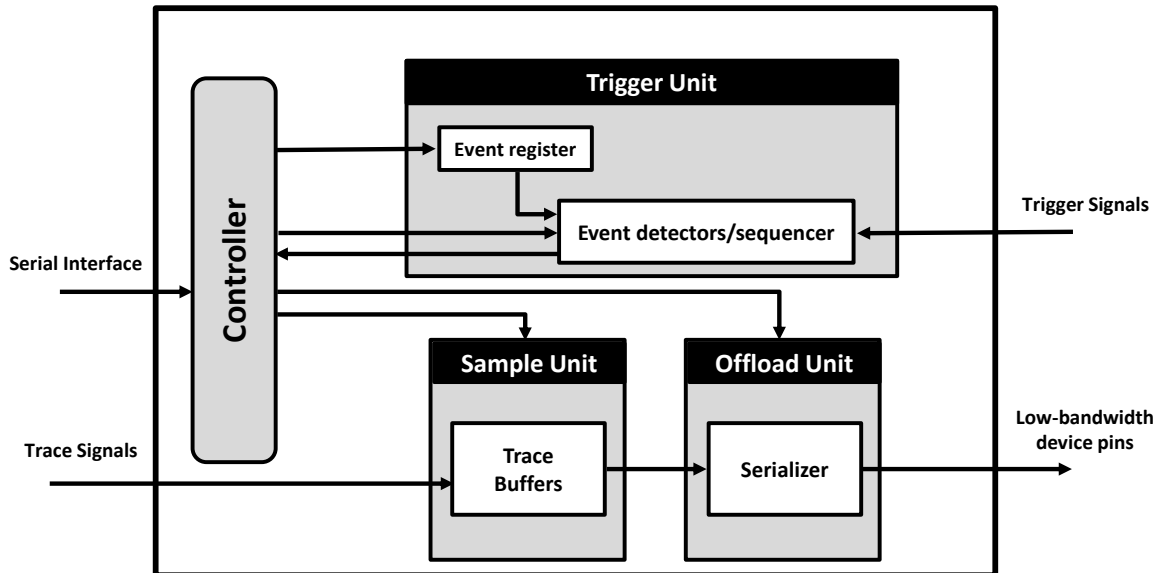 Trigger Unit
Event register
Event detectors/sequencer
Trigger Signals
Controller
Serial Interface
Sample Unit
Offload Unit
Trace Signals
Trace
Buffers
Serializer
Low-bandwidth
device pins